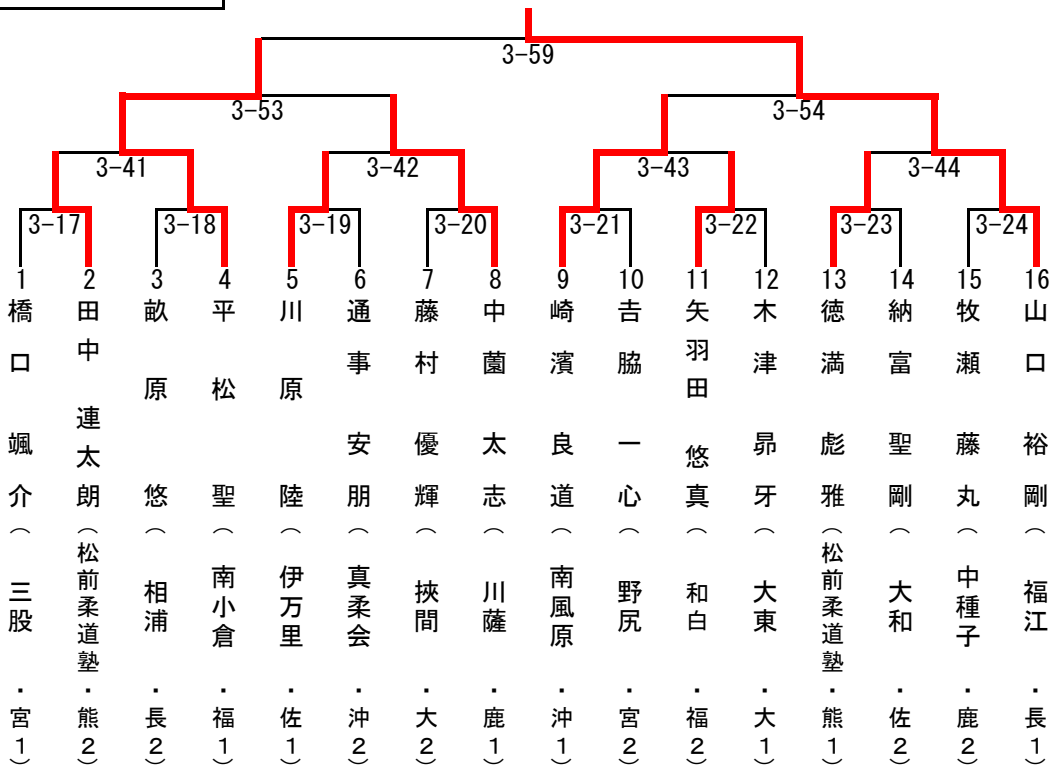 3-59
3-53
3-54
3-41
3-42
3-43
3-44
3-17
3-18
3-19
3-20
3-21
3-22
3-23
3-24
1 橋口 颯介（三股・宮1）
2 田中 連太朗（松前柔道塾・熊2）
3 畝原 悠（相浦・長2）
4 平松 聖（南小倉・福1）
5 川原 陸（伊万里・佐1）
6 通事 安朋（真柔会・沖2）
7 藤村 優輝（挾間・大2）
8 中薗 太志（川薩・鹿1）
9 崎濱 良道（南風原・沖1）
10 𠮷脇 一心（野尻・宮2）
11 矢羽田 悠真（和白・福2）
12 木津 昴牙（大東・大1）
13 徳満 彪雅（松前柔道塾・熊1）
14 納富 聖剛（大和・佐2）
15 牧瀬 藤丸（中種子・鹿2）
16 山口 裕剛（福江・長1）